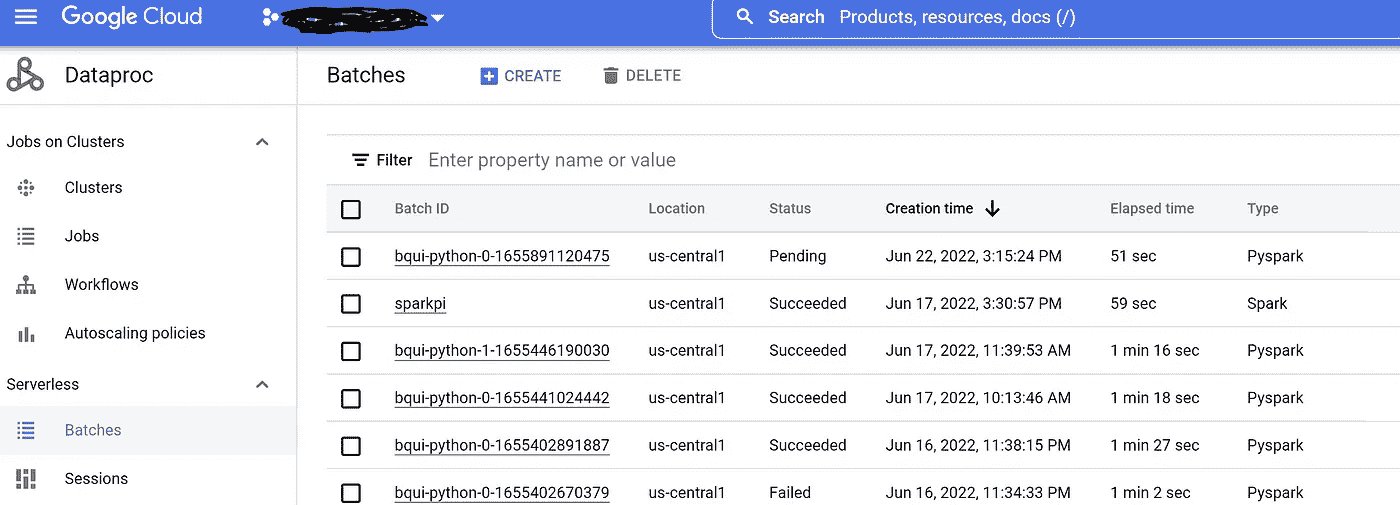 Google Cloud
Search Products, resources, docs (/)
Dataproc
Batches
CREATE
DELETE
Jobs on Clusters
Clusters
Jobs
Workflows
Autoscaling policies
Serverless
Batches
Sessions
Filter Enter property name or value
Batch ID Location Status Creation time Elapsed time Type
bqui-python-0-1655891120475 us-central1 Pending Jun 22, 2022, 3:15:24 PM 51 sec Pyspark
sparkpi us-central1 Succeeded Jun 17, 2022, 3:30:57 PM 59 sec Spark
bqui-python-1-1655446190030 us-central1 Succeeded Jun 17, 2022, 11:39:53 AM 1 min 16 sec Pyspark
bqui-python-0-1655441024442 us-central1 Succeeded Jun 17, 2022, 10:13:46 AM 1 min 18 sec Pyspark
bqui-python-0-1655402891887 us-central1 Succeeded Jun 16, 2022, 11:38:15 PM 1 min 27 sec Pyspark
bqui-python-0-1655402670379 us-central1 Failed Jun 16, 2022, 11:34:33 PM 1 min 2 sec Pyspark